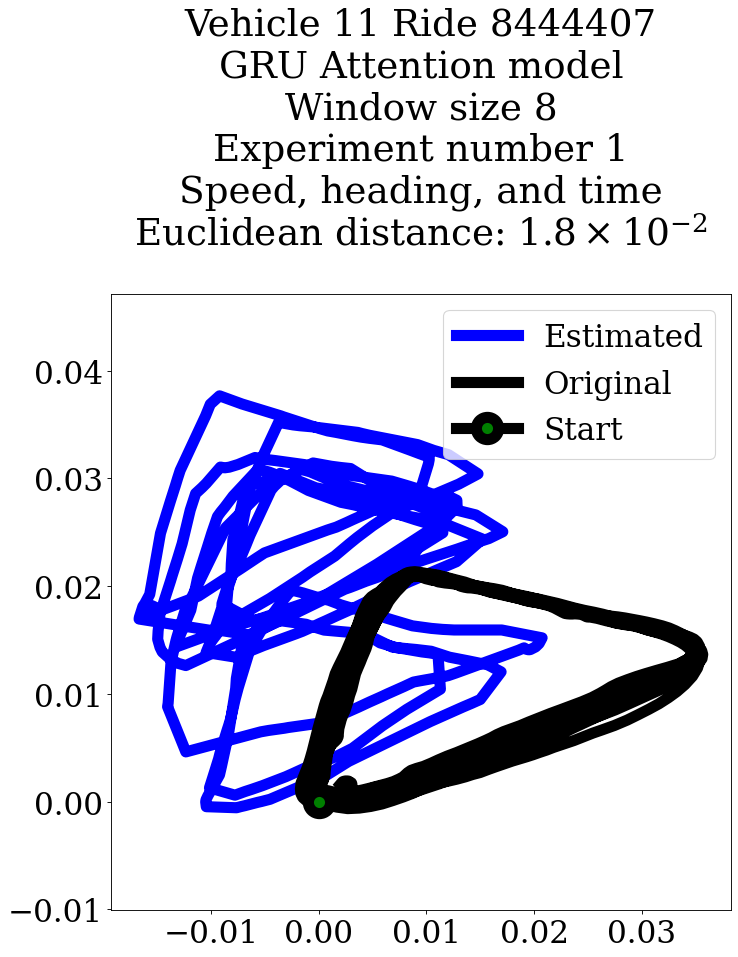 Vehicle 11 Ride 8444407
GRU Attention model
Window size 8
Experiment number 1
Speed, heading, and time
Euclidean distance: 1.8 × 10⁻²
Estimated
Original
Start
0.04
0.03
0.02
0.01
0.00
−0.01
−0.01 0.00 0.01 0.02 0.03